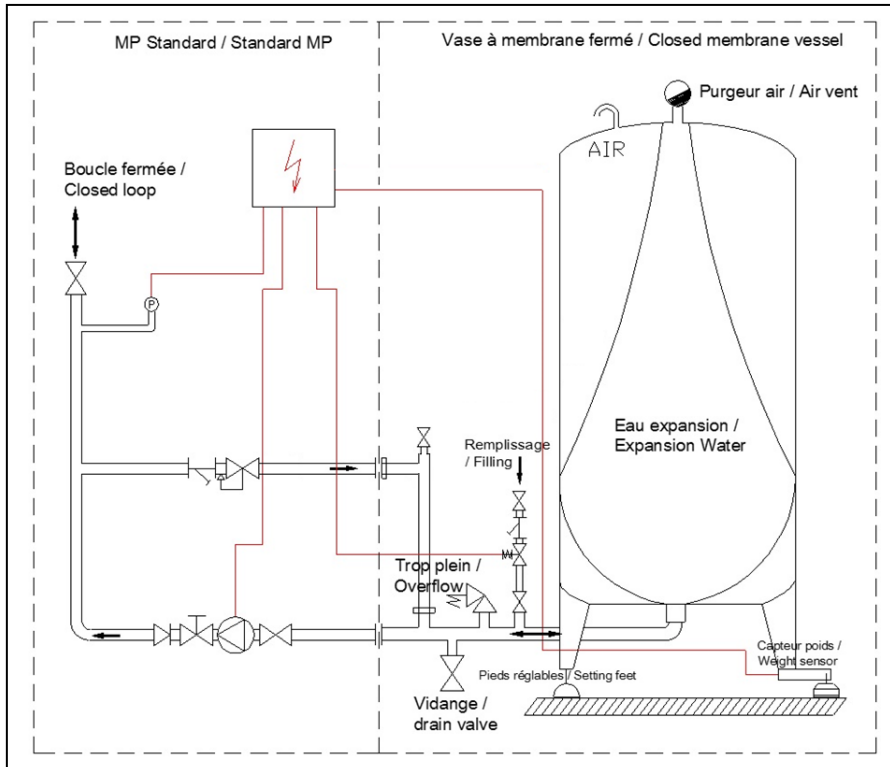 MP Standard / Standard MP
Vase à membrane fermé / Closed membrane vessel
Purgeur air / Air vent
AIR
Boucle fermée /
Closed loop
P
Eau expansion /
Expansion Water
Remplissage
/ Filling
Trop plein /
Overflow
Capteur poids /
Weight sensor
Pieds réglables / Setting feet
Vidange /
drain valve